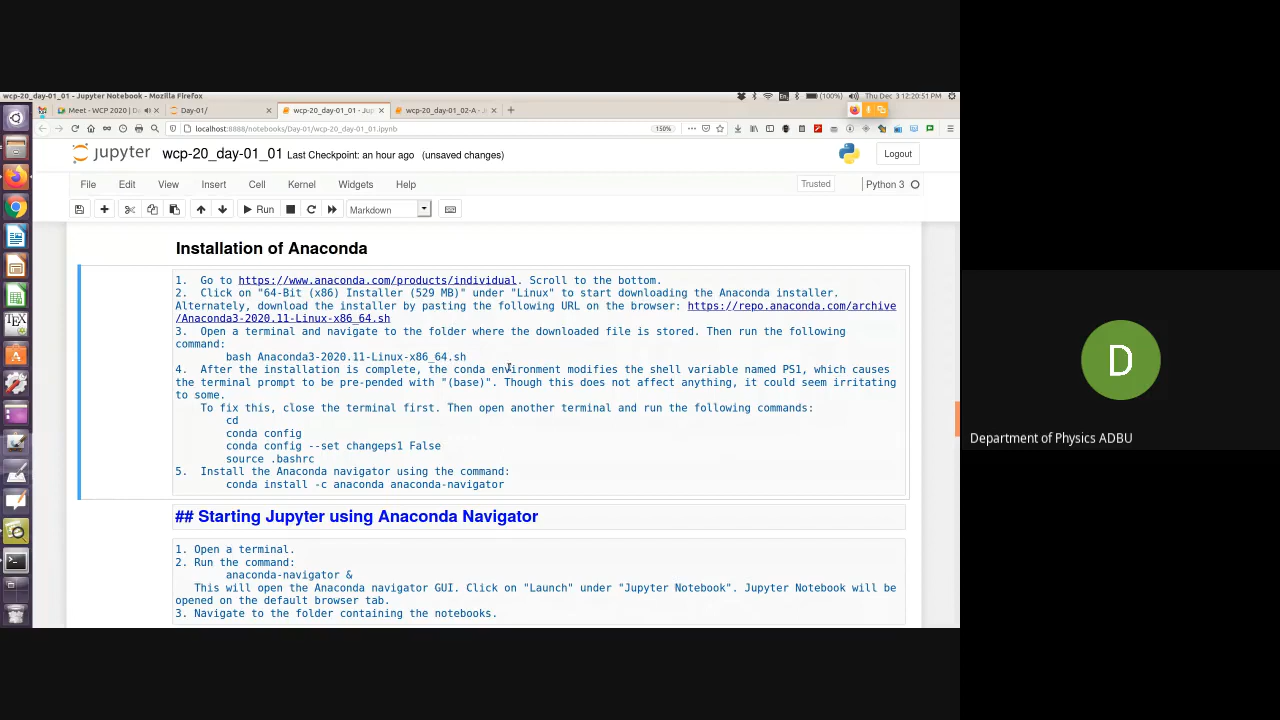 wcp-20_day-01_01 - Jupyter Notebook - Mozilla Firefox
(100%) Thu Dec 3 12:20:51 PM
Meet - WCP 2020 | D
Day-01/
wcp-20_day-01_01 - Jup
wcp-20_day-01_02-A - J
localhost:8888/notebooks/Day-01/wcp-20_day-01_01.ipynb
150%
jupyter wcp-20_day-01_01 Last Checkpoint: an hour ago (unsaved changes)
Logout
File Edit View Insert Cell Kernel Widgets Help
Trusted
Python 3
Run
Markdown
Installation of Anaconda
1. Go to https://www.anaconda.com/products/individual. Scroll to the bottom.
2. Click on "64-Bit (x86) Installer (529 MB)" under "Linux" to start downloading the Anaconda installer.
Alternately, download the installer by pasting the following URL on the browser: https://repo.anaconda.com/archive
/Anaconda3-2020.11-Linux-x86_64.sh
3. Open a terminal and navigate to the folder where the downloaded file is stored. Then run the following
command:
bash Anaconda3-2020.11-Linux-x86_64.sh
4. After the installation is complete, the conda environment modifies the shell variable named PS1, which causes
the terminal prompt to be pre-pended with "(base)". Though this does not affect anything, it could seem irritating
to some.
To fix this, close the terminal first. Then open another terminal and run the following commands:
cd
conda config
conda config --set changeps1 False
source .bashrc
5. Install the Anaconda navigator using the command:
conda install -c anaconda anaconda-navigator
## Starting Jupyter using Anaconda Navigator
1. Open a terminal.
2. Run the command:
anaconda-navigator &
This will open the Anaconda navigator GUI. Click on "Launch" under "Jupyter Notebook". Jupyter Notebook will be
opened on the default browser tab.
3. Navigate to the folder containing the notebooks.
D
Department of Physics ADBU